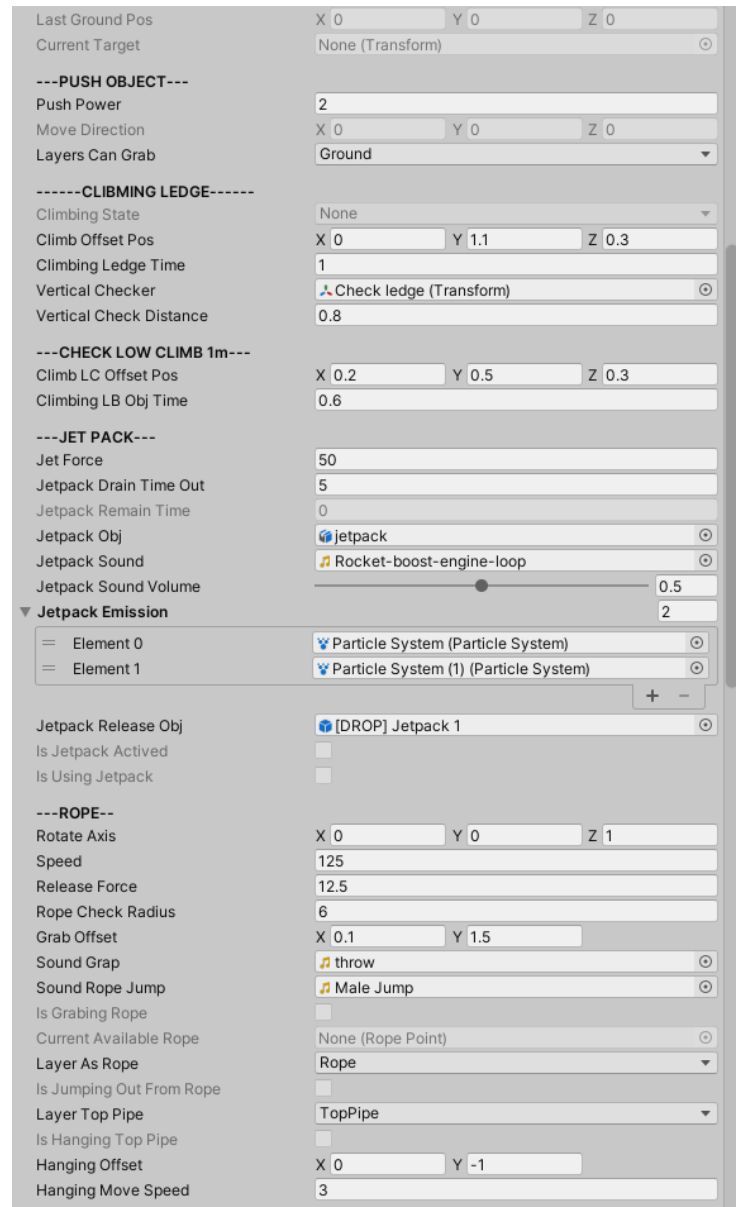 Last Ground Pos X 0 Y 0 Z 0
Current Target None (Transform)
---PUSH OBJECT---
Push Power 2
Move Direction X 0 Y 0 Z 0
Layers Can Grab Ground
------CLIBMING LEDGE------
Climbing State None
Climb Offset Pos X 0 Y 1.1 Z 0.3
Climbing Ledge Time 1
Vertical Checker Check ledge (Transform)
Vertical Check Distance 0.8
---CHECK LOW CLIMB 1m---
Climb LC Offset Pos X 0.2 Y 0.5 Z 0.3
Climbing LB Obj Time 0.6
---JET PACK---
Jet Force 50
Jetpack Drain Time Out 5
Jetpack Remain Time 0
Jetpack Obj jetpack
Jetpack Sound Rocket-boost-engine-loop
Jetpack Sound Volume 0.5
Jetpack Emission 2
Element 0 Particle System (Particle System)
Element 1 Particle System (1) (Particle System)
+ −
Jetpack Release Obj [DROP] Jetpack 1
Is Jetpack Actived
Is Using Jetpack
---ROPE--
Rotate Axis X 0 Y 0 Z 1
Speed 125
Release Force 12.5
Rope Check Radius 6
Grab Offset X 0.1 Y 1.5
Sound Grap throw
Sound Rope Jump Male Jump
Is Grabing Rope
Current Available Rope None (Rope Point)
Layer As Rope Rope
Is Jumping Out From Rope
Layer Top Pipe TopPipe
Is Hanging Top Pipe
Hanging Offset X 0 Y -1
Hanging Move Speed 3